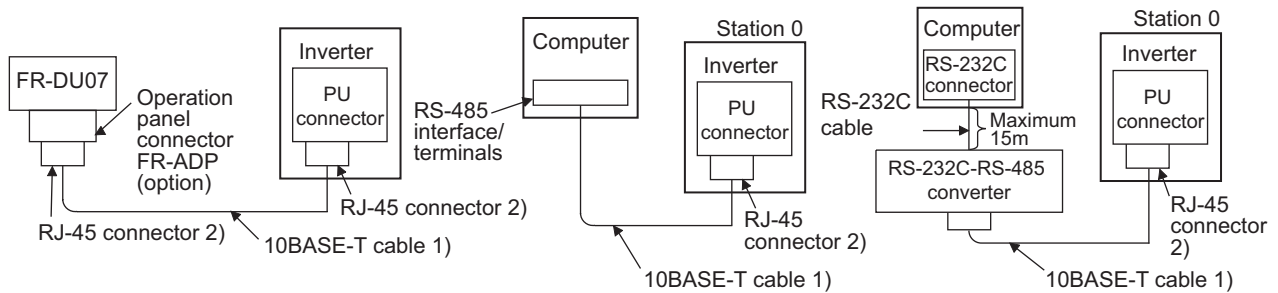 FR-DU07
Operation
panel
connector
FR-ADP
(option)
RJ-45 connector 2)
Inverter
PU
connector
RJ-45 connector 2)
10BASE-T cable 1)
Computer
RS-485
interface/
terminals
Station 0
Inverter
PU
connector
RJ-45
connector 2)
10BASE-T cable 1)
Computer
RS-232C
connector
RS-232C
cable
Maximum
15m
RS-232C-RS-485
converter
Station 0
Inverter
PU
connector
RJ-45
connector
2)
10BASE-T cable 1)